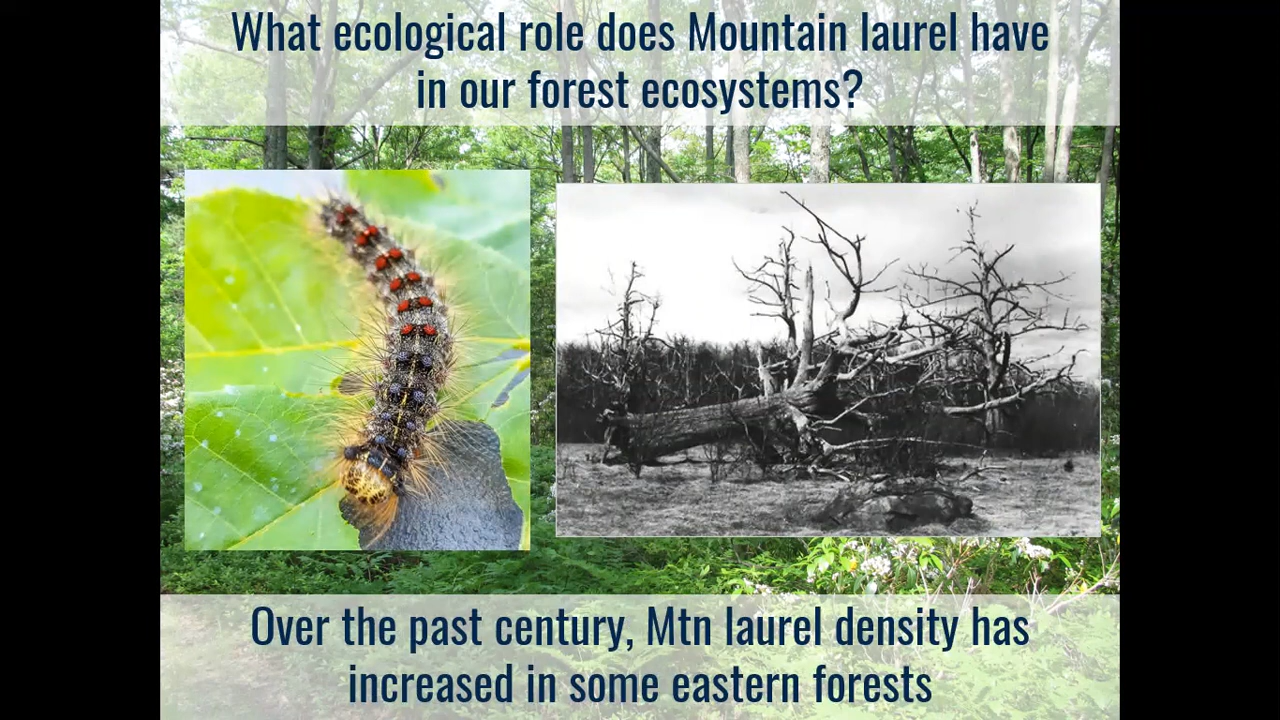 What ecological role does Mountain laurel have
in our forest ecosystems?
Over the past century, Mtn laurel density has
increased in some eastern forests